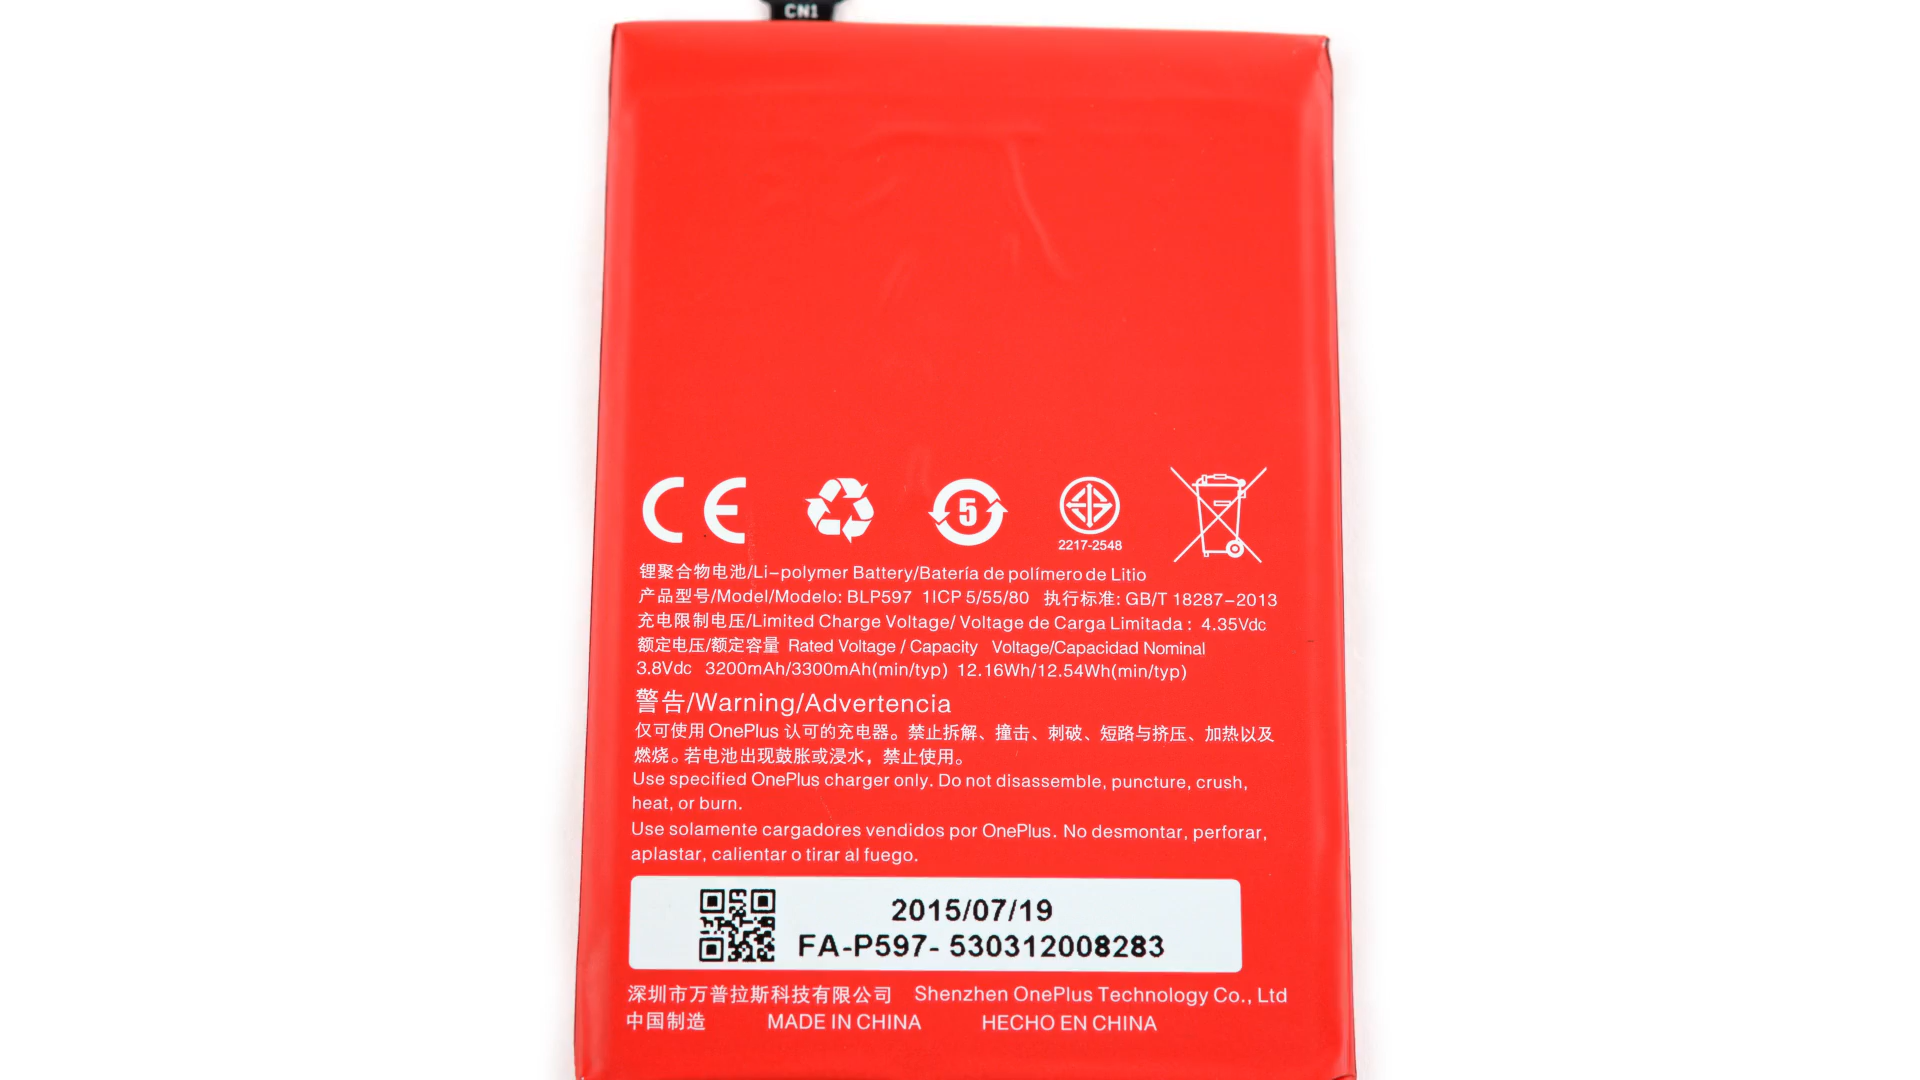 CN1
CE
5
2217-2548
锂聚合物电池/Li-polymer Battery/Batería de polímero de Litio
产品型号/Model/Modelo: BLP597 1ICP 5/55/80 执行标准: GB/T 18287-2013
充电限制电压/Limited Charge Voltage/ Voltage de Carga Limitada : 4.35Vdc
额定电压/额定容量 Rated Voltage / Capacity Voltage/Capacidad Nominal
3.8Vdc 3200mAh/3300mAh(min/typ) 12.16Wh/12.54Wh(min/typ)
警告/Warning/Advertencia
仅可使用 OnePlus 认可的充电器。禁止拆解、撞击、刺破、短路与挤压、加热以及
燃烧。若电池出现鼓胀或浸水，禁止使用。
Use specified OnePlus charger only. Do not disassemble, puncture, crush,
heat, or burn.
Use solamente cargadores vendidos por OnePlus. No desmontar, perforar,
aplastar, calientar o tirar al fuego.
2015/07/19
FA-P597- 530312008283
深圳市万普拉斯科技有限公司 Shenzhen OnePlus Technology Co., Ltd
中国制造 MADE IN CHINA HECHO EN CHINA